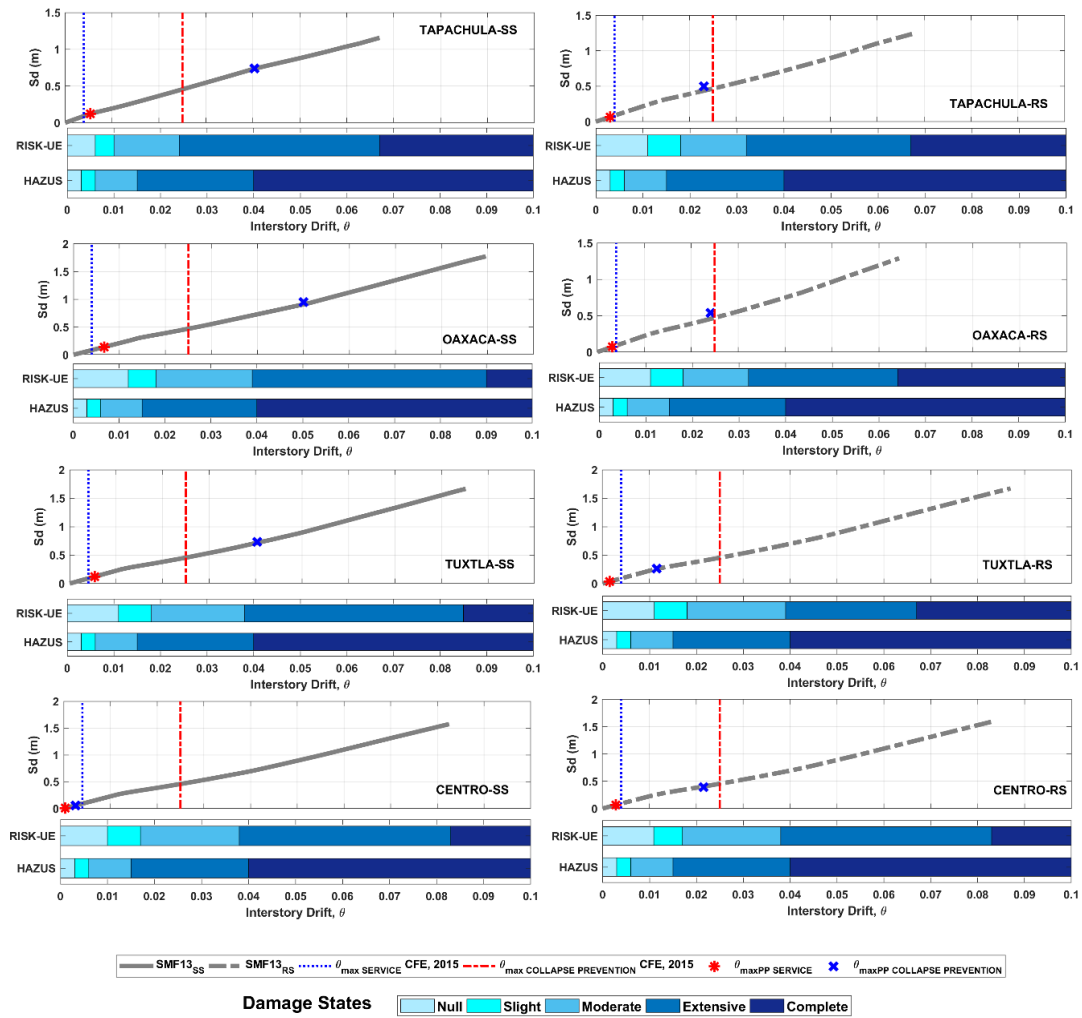 1.5
1
0.5
0
Sd (m)
TAPACHULA-SS
RISK-UE
HAZUS
0 0.01 0.02 0.03 0.04 0.05 0.06 0.07 0.08 0.09 0.1
Interstory Drift, θ
1.5
1
0.5
0
Sd (m)
TAPACHULA-RS
RISK-UE
HAZUS
0 0.01 0.02 0.03 0.04 0.05 0.06 0.07 0.08 0.09 0.1
Interstory Drift, θ
2
1.5
1
0.5
0
Sd (m)
OAXACA-SS
RISK-UE
HAZUS
0 0.01 0.02 0.03 0.04 0.05 0.06 0.07 0.08 0.09 0.1
Interstory Drift, θ
2
1.5
1
0.5
0
Sd (m)
OAXACA-RS
RISK-UE
HAZUS
0 0.01 0.02 0.03 0.04 0.05 0.06 0.07 0.08 0.09 0.1
Interstory Drift, θ
2
1.5
1
0.5
0
Sd (m)
TUXTLA-SS
RISK-UE
HAZUS
0 0.01 0.02 0.03 0.04 0.05 0.06 0.07 0.08 0.09 0.1
Interstory Drift, θ
2
1.5
1
0.5
0
Sd (m)
TUXTLA-RS
RISK-UE
HAZUS
0 0.01 0.02 0.03 0.04 0.05 0.06 0.07 0.08 0.09 0.1
Interstory Drift, θ
2
1.5
1
0.5
0
Sd (m)
CENTRO-SS
RISK-UE
HAZUS
0 0.01 0.02 0.03 0.04 0.05 0.06 0.07 0.08 0.09 0.1
Interstory Drift, θ
2
1.5
1
0.5
0
Sd (m)
CENTRO-RS
RISK-UE
HAZUS
0 0.01 0.02 0.03 0.04 0.05 0.06 0.07 0.08 0.09 0.1
Interstory Drift, θ
SMF13SS SMF13RS θmax SERVICE CFE, 2015 θmax COLLAPSE PREVENTION CFE, 2015 θmaxPP SERVICE θmaxPP COLLAPSE PREVENTION
Damage States Null Slight Moderate Extensive Complete